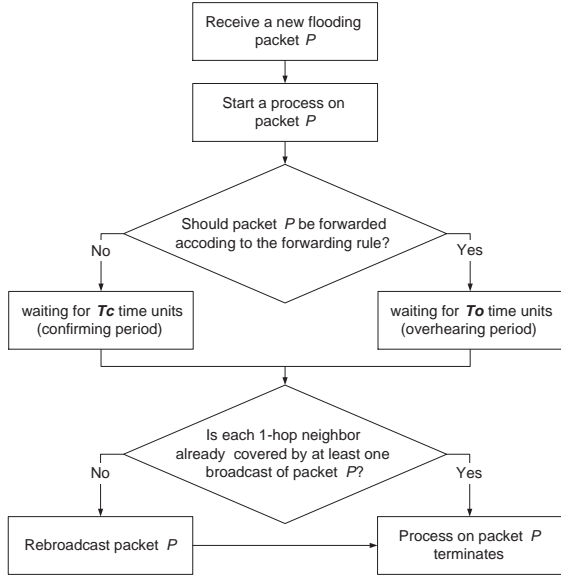 Receive a new flooding
packet P
Start a process on
packet P
Should packet P be forwarded
accoding to the forwarding rule?
No
Yes
waiting for Tc time units
(confirming period)
waiting for To time units
(overhearing period)
Is each 1-hop neighbor
already covered by at least one
broadcast of packet P?
No
Yes
Rebroadcast packet P
Process on packet P
terminates